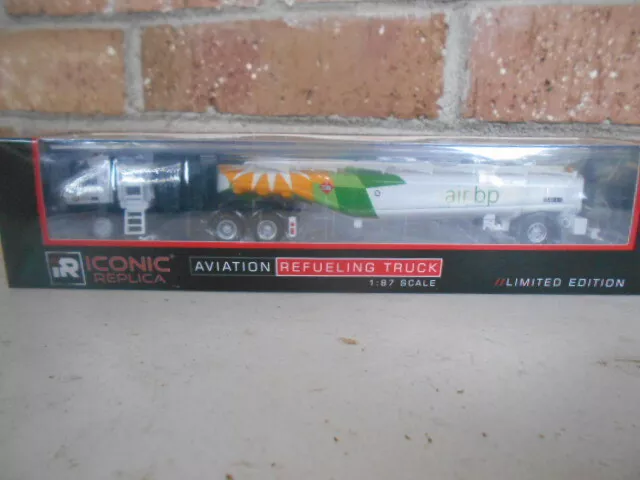 air bp
iR ICONIC®
REPLICA
AVIATION REFUELING TRUCK
1:87 SCALE
//LIMITED EDITION